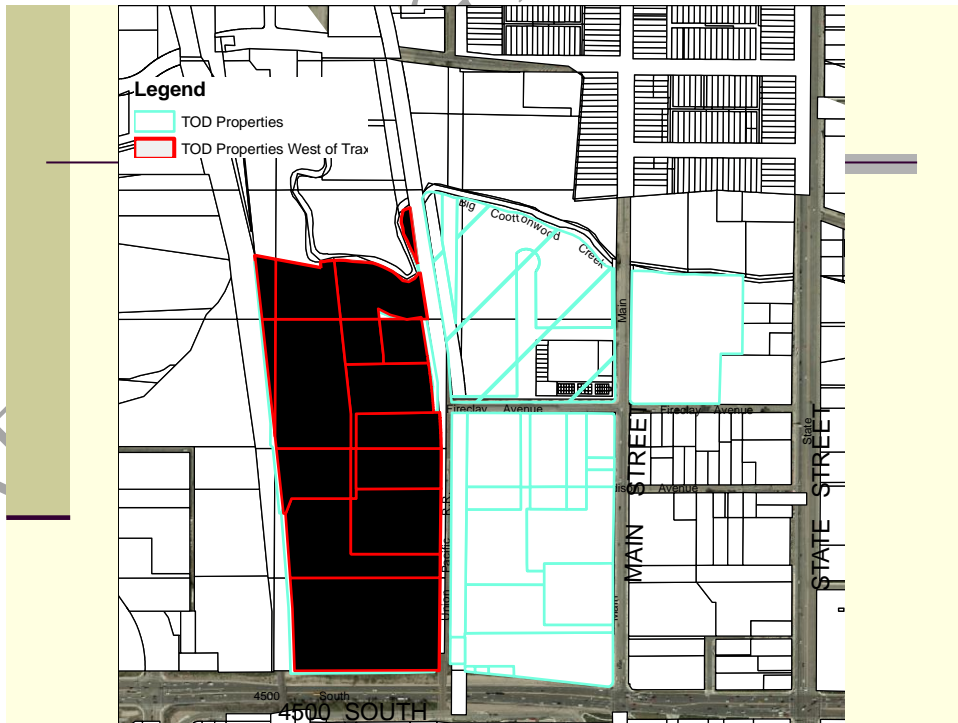 Legend
TOD Properties
TOD Properties West of Trax
Big Coottonwood Creek
Main
Fireclay Avenue
Fireclay Avenue
State
MAIN STREET
STATE STREET
Avenue
Union Pacific R.R.
4500 South
4500 SOUTH